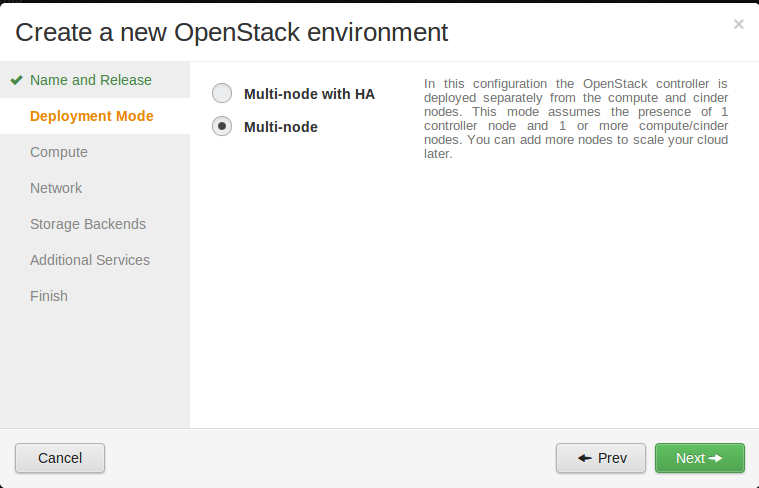 Create a new OpenStack environment
×
Name and Release
Deployment Mode
Compute
Network
Storage Backends
Additional Services
Finish
Multi-node with HA
Multi-node
In this configuration the OpenStack controller is
deployed separately from the compute and cinder
nodes. This mode assumes the presence of 1
controller node and 1 or more compute/cinder
nodes. You can add more nodes to scale your cloud
later.
Cancel
Prev
Next